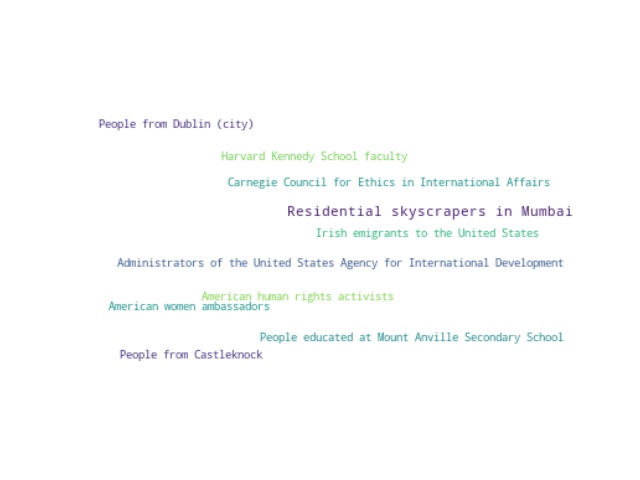 People from Dublin (city)
Harvard Kennedy School faculty
Carnegie Council for Ethics in International Affairs
Residential skyscrapers in Mumbai
Irish emigrants to the United States
Administrators of the United States Agency for International Development
American human rights activists
American women ambassadors
People educated at Mount Anville Secondary School
People from Castleknock